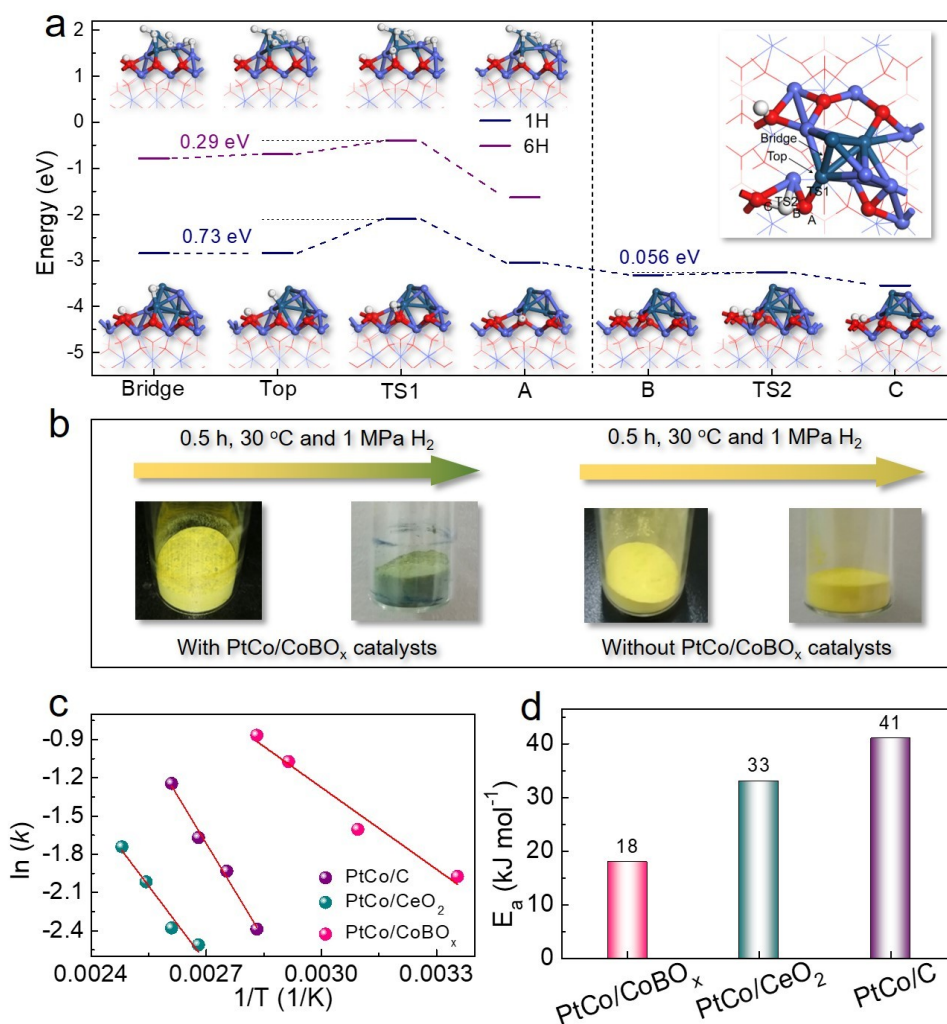 a
2
1
0
-1
-2
-3
-4
-5
Energy (eV)
1H
6H
0.29 eV
0.73 eV
0.056 eV
Bridge
Top
TS1
TS2
C
B
A
Bridge
Top
TS1
A
B
TS2
C
b
0.5 h, 30 °C and 1 MPa H₂
0.5 h, 30 °C and 1 MPa H₂
With PtCo/CoBOₓ catalysts
Without PtCo/CoBOₓ catalysts
c
-0.9
-1.2
-1.5
-1.8
-2.1
-2.4
ln (k)
PtCo/C
PtCo/CeO₂
PtCo/CoBOₓ
0.0024
0.0027
0.0030
0.0033
1/T (1/K)
d
40
30
20
10
0
Eₐ (kJ mol⁻¹)
18
33
41
PtCo/CoBOₓ
PtCo/CeO₂
PtCo/C